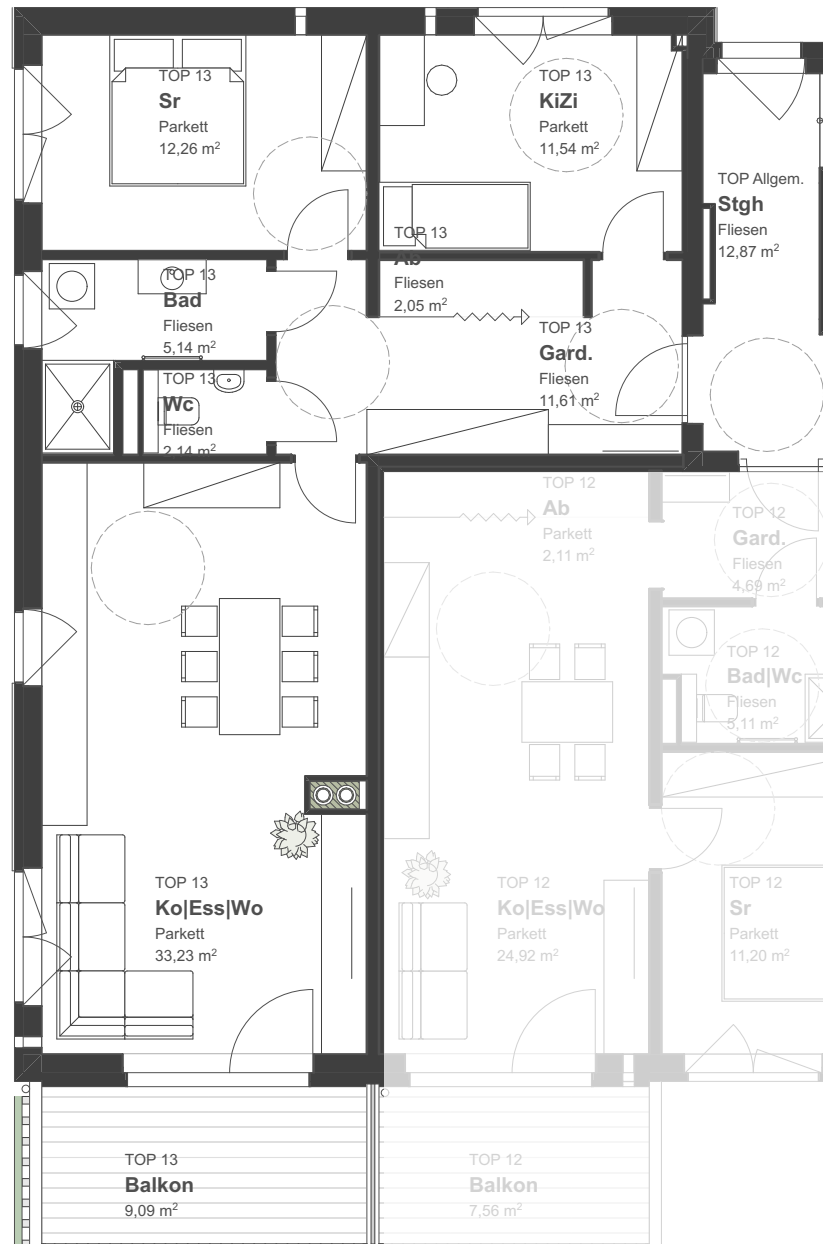 TOP 13
Sr
Parkett
12,26 m²
TOP 13
KiZi
Parkett
11,54 m²
TOP Allgem.
Stgh
Fliesen
12,87 m²
TOP 13
Ab
Fliesen
2,05 m²
TOP 13
Bad
Fliesen
5,14 m²
TOP 13
Gard.
Fliesen
11,61 m²
TOP 13
Wc
Fliesen
2,14 m²
TOP 12
Ab
Parkett
2,11 m²
TOP 12
Gard.
Fliesen
4,69 m²
TOP 12
Bad|Wc
Fliesen
5,11 m²
TOP 13
Ko|Ess|Wo
Parkett
33,23 m²
TOP 12
Ko|Ess|Wo
Parkett
24,92 m²
TOP 12
Sr
Parkett
11,20 m²
TOP 13
Balkon
9,09 m²
TOP 12
Balkon
7,56 m²